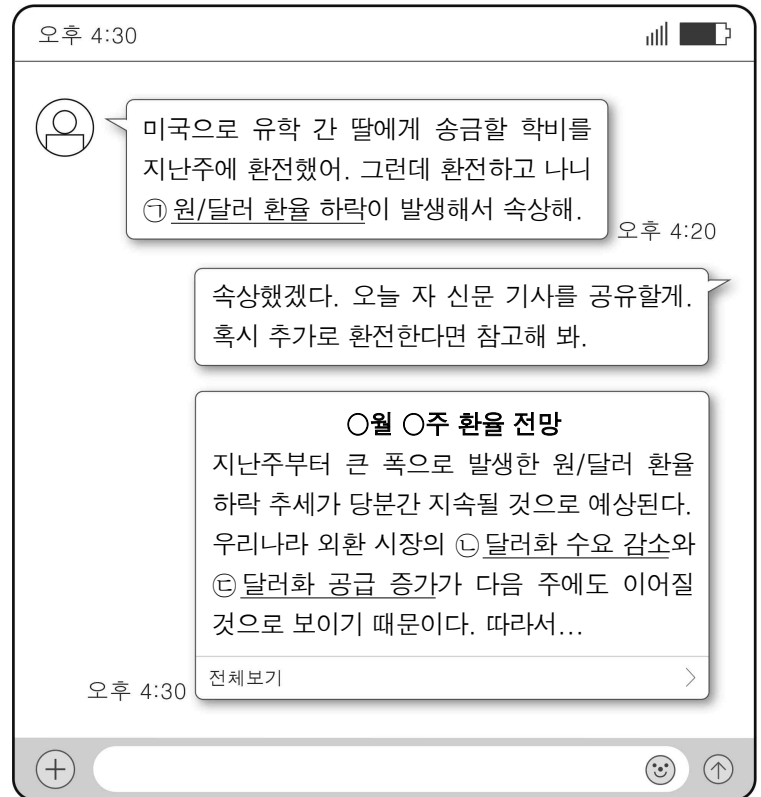 오후 4:30
미국으로 유학 간 딸에게 송금할 학비를
지난주에 환전했어. 그런데 환전하고 나니
㉠ 원/달러 환율 하락이 발생해서 속상해.
오후 4:20
속상했겠다. 오늘 자 신문 기사를 공유할게.
혹시 추가로 환전한다면 참고해 봐.
○월 ○주 환율 전망
지난주부터 큰 폭으로 발생한 원/달러 환율
하락 추세가 당분간 지속될 것으로 예상된다.
우리나라 외환 시장의 ㉡ 달러화 수요 감소와
㉢ 달러화 공급 증가가 다음 주에도 이어질
것으로 보이기 때문이다. 따라서...
전체보기
오후 4:30